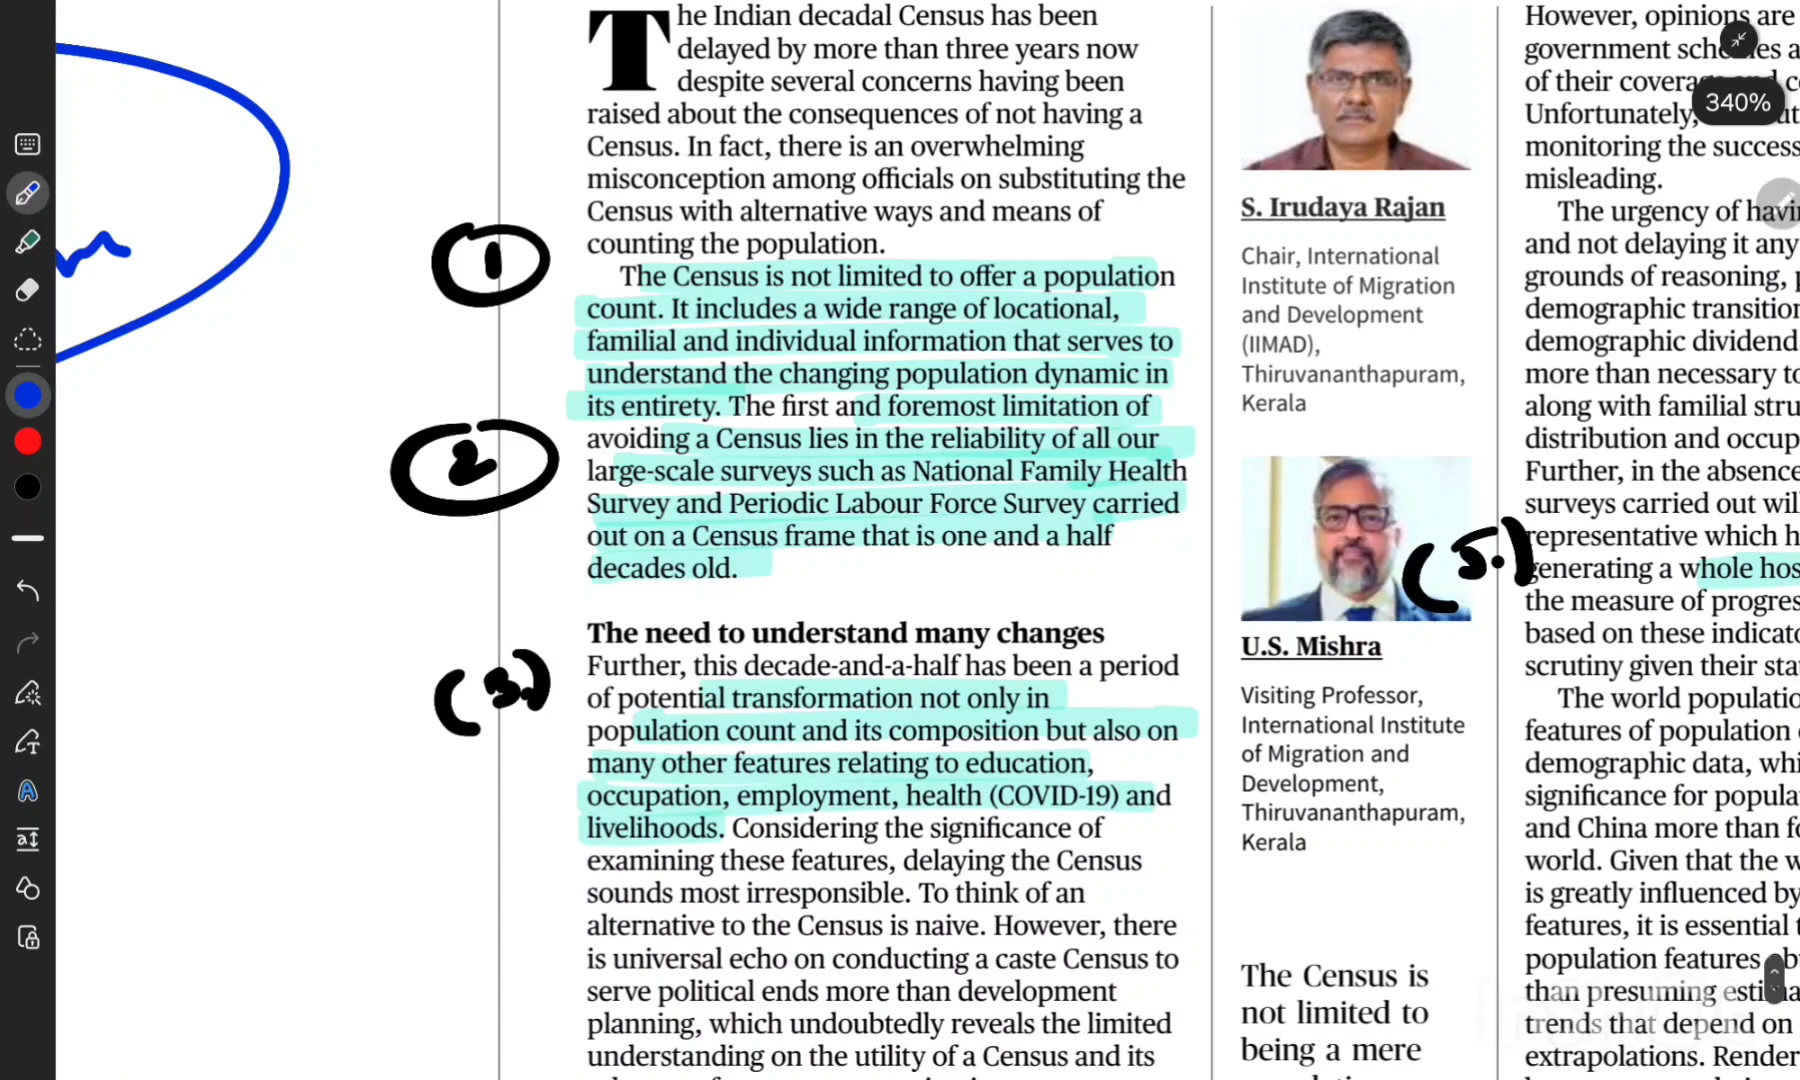 The Indian decadal Census has been
delayed by more than three years now
despite several concerns having been
raised about the consequences of not having a
Census. In fact, there is an overwhelming
misconception among officials on substituting the
Census with alternative ways and means of
counting the population.
1
The Census is not limited to offer a population
count. It includes a wide range of locational,
familial and individual information that serves to
understand the changing population dynamic in
its entirety. The first and foremost limitation of
2
avoiding a Census lies in the reliability of all our
large-scale surveys such as National Family Health
Survey and Periodic Labour Force Survey carried
out on a Census frame that is one and a half
decades old.
The need to understand many changes
(3.)
Further, this decade-and-a-half has been a period
of potential transformation not only in
population count and its composition but also on
many other features relating to education,
occupation, employment, health (COVID-19) and
livelihoods. Considering the significance of
examining these features, delaying the Census
sounds most irresponsible. To think of an
alternative to the Census is naive. However, there
is universal echo on conducting a caste Census to
serve political ends more than development
planning, which undoubtedly reveals the limited
understanding on the utility of a Census and its
S. Irudaya Rajan
Chair, International
Institute of Migration
and Development
(IIMAD),
Thiruvananthapuram,
Kerala
U.S. Mishra
Visiting Professor,
International Institute
of Migration and
Development,
Thiruvananthapuram,
Kerala
The Census is
not limited to
being a mere
However, opinions are
government
of their
340%
Unfortunately,
monitoring the
misleading.
The urgency of
and not delaying it any
grounds of reasoning,
demographic
demographic dividend
more than necessary to
along with familial
distribution and
Further, in the absence
surveys carried out
(5.)
representative which
generating a whole
the measure of
based on these
scrutiny given their
The world
features of population
demographic data,
significance for
and China more than
world. Given that the
is greatly influenced by
features, it is essential
population features
than presuming
trends that depend on
extrapolations.